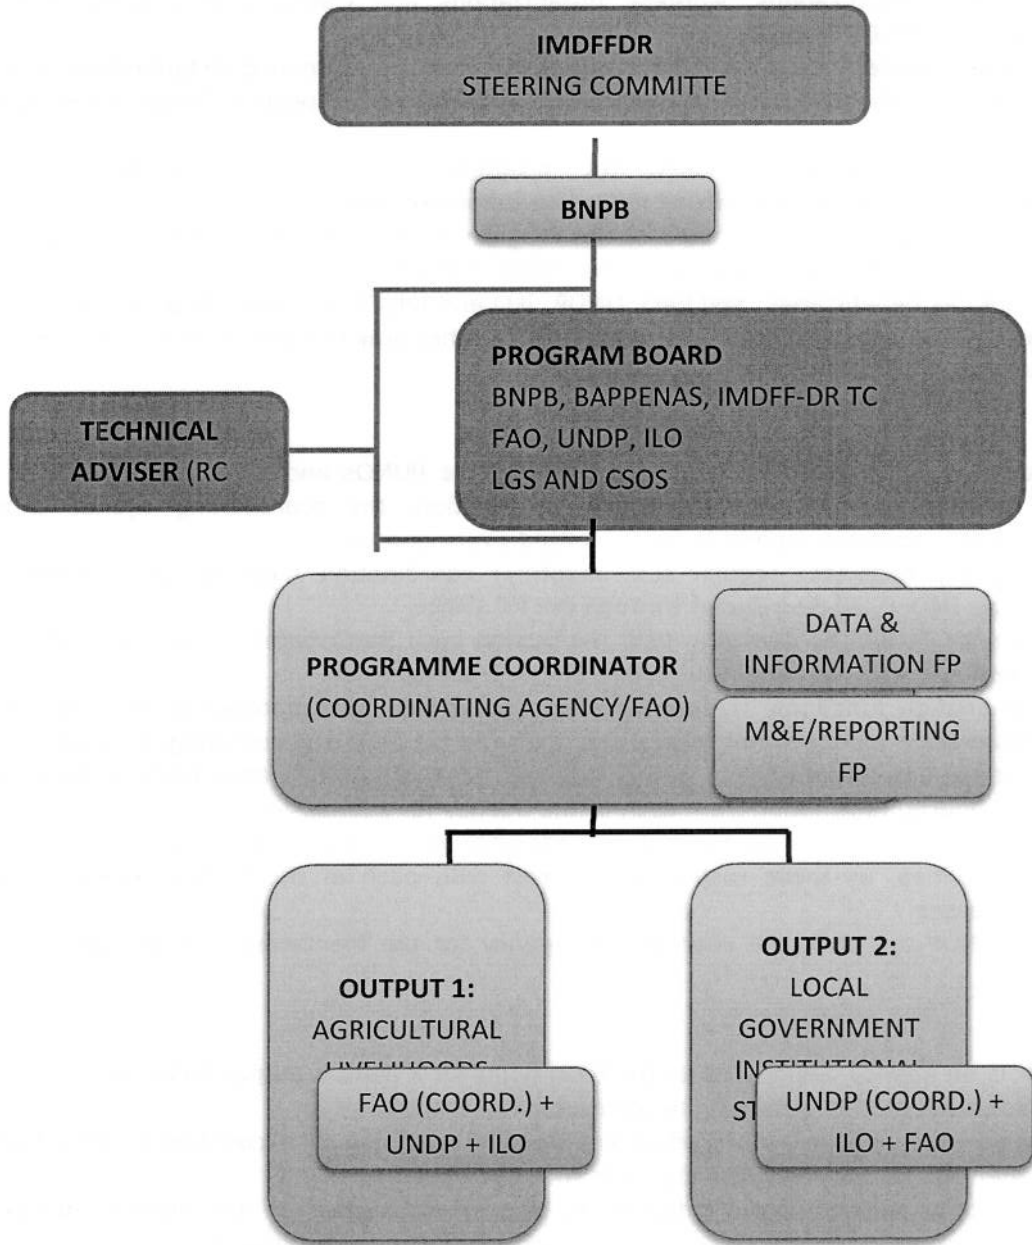 IMDFFDR
STEERING COMMITTE
BNPB
PROGRAM BOARD
BNPB, BAPPENAS, IMDFF-DR TC
FAO, UNDP, ILO
LGS AND CSOS
TECHNICAL
ADVISER (RC
PROGRAMME COORDINATOR
(COORDINATING AGENCY/FAO)
DATA &
INFORMATION FP
M&E/REPORTING
FP
OUTPUT 1:
AGRICULTURAL
LIVELIHOODS
FAO (COORD.) +
UNDP + ILO
OUTPUT 2:
LOCAL
GOVERNMENT
INSTITUTIONAL
UNDP (COORD.) +
ILO + FAO